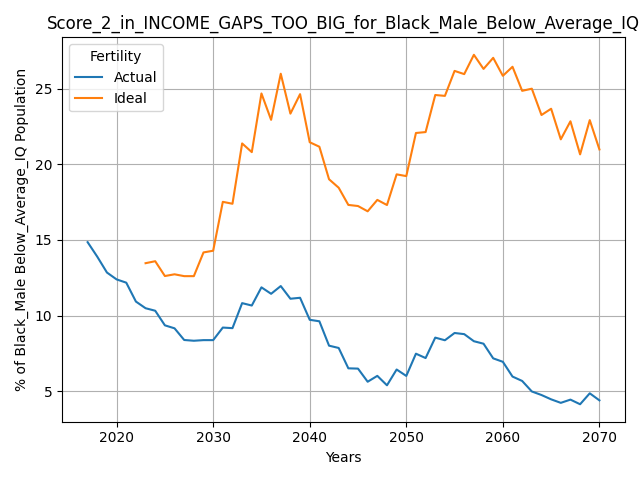 Score_2_in_INCOME_GAPS_TOO_BIG_for_Black_Male_Below_Average_IQ
Fertility
Actual
Ideal
% of Black_Male Below_Average_IQ Population
25
20
15
10
5
2020 2030 2040 2050 2060 2070
Years